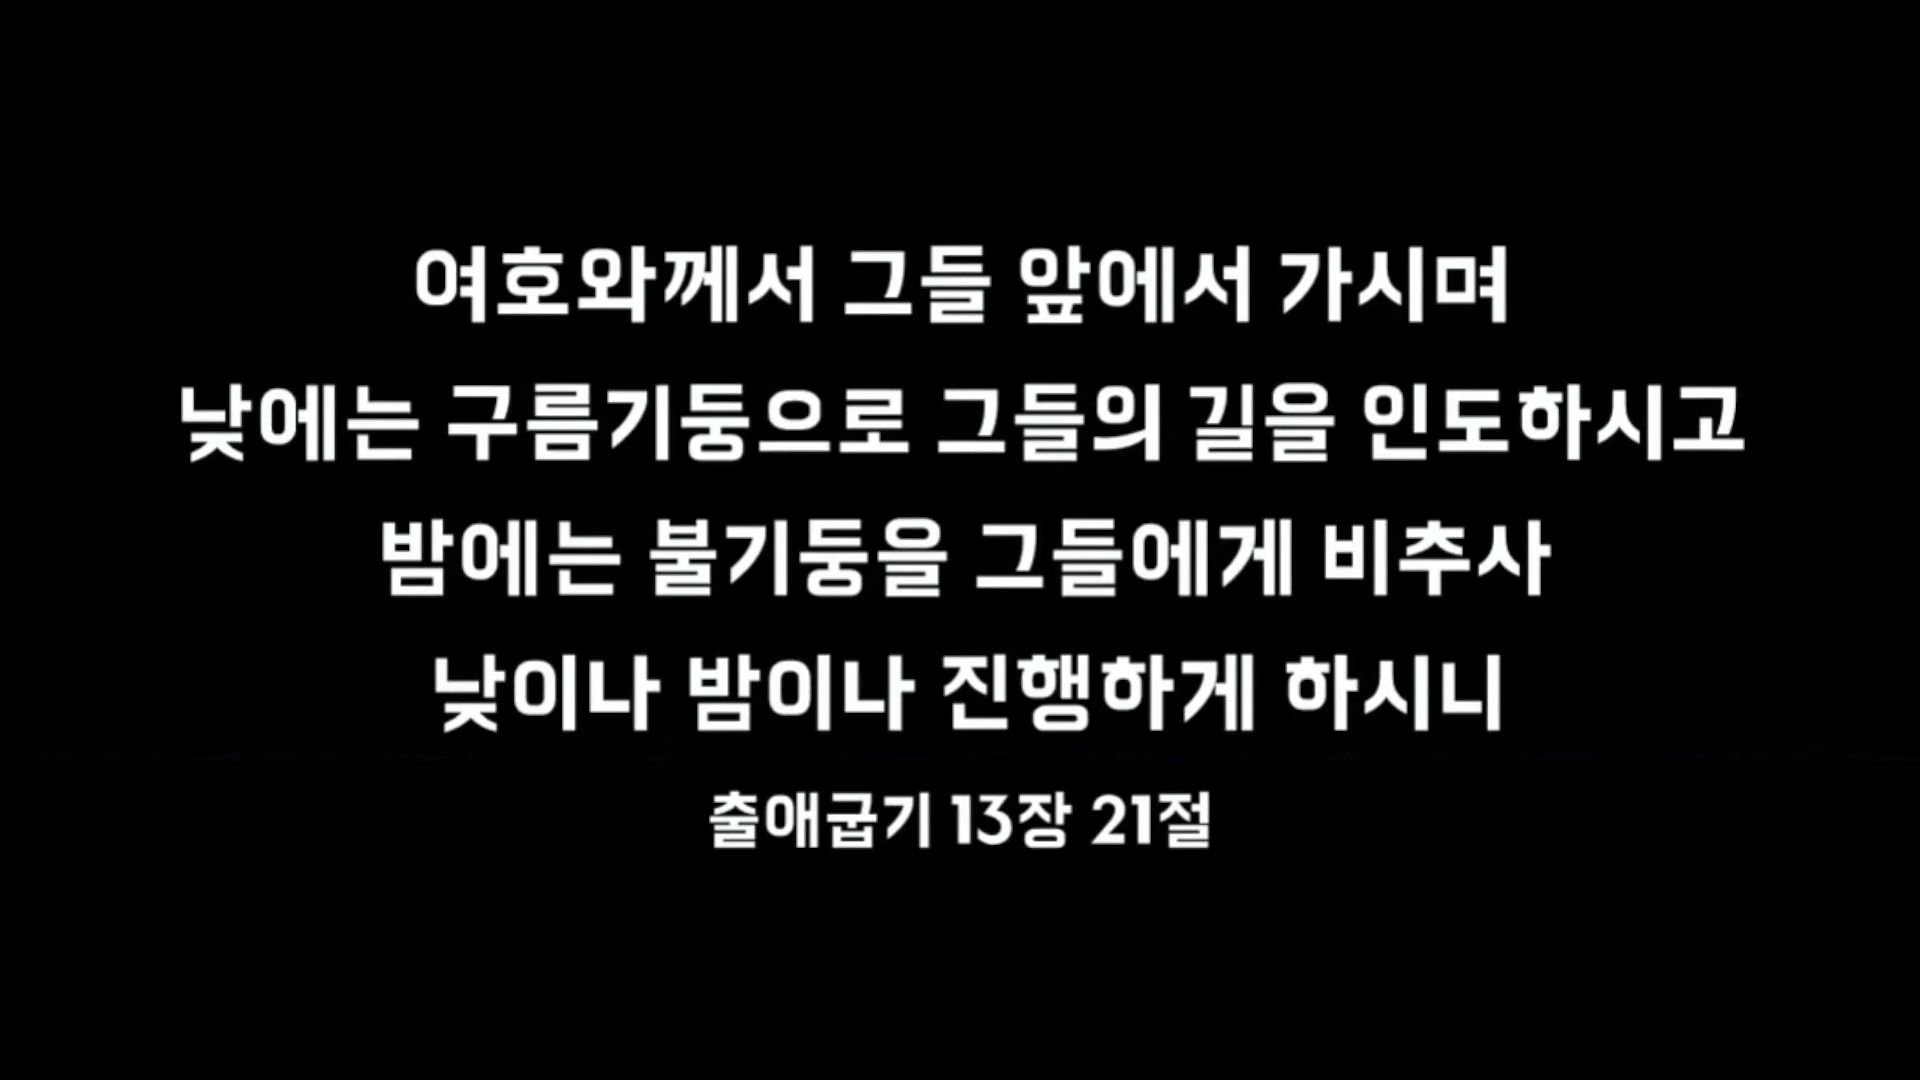 여호와께서 그들 앞에서 가시며
낮에는 구름기둥으로 그들의 길을 인도하시고
밤에는 불기둥을 그들에게 비추사
낮이나 밤이나 진행하게 하시니
출애굽기 13장 21절